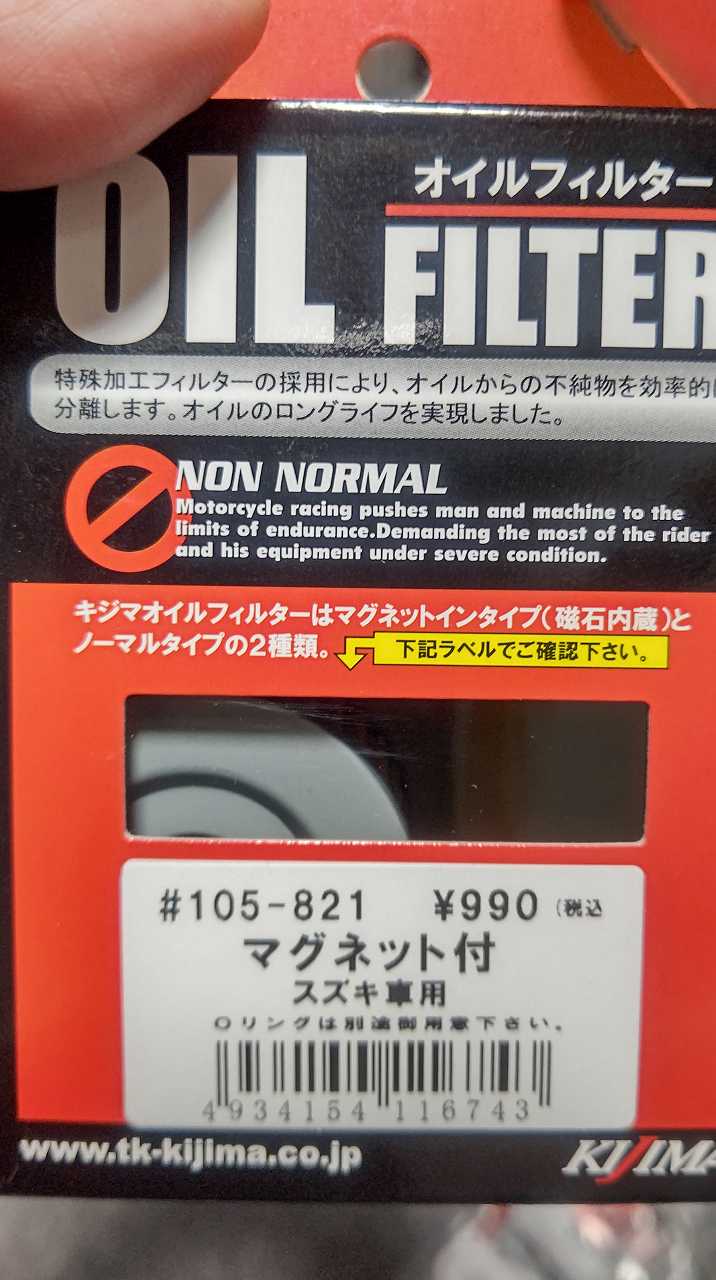 OIL
オイルフィルター
FILTER
特殊加工フィルターの採用により、オイルからの不純物を効率的に
分離します。オイルのロングライフを実現しました。
NON NORMAL
Motorcycle racing pushes man and machine to the
limits of endurance.Demanding the most of the rider
and his equipment under severe condition.
キジマオイルフィルターはマグネットインタイプ(磁石内蔵)と
ノーマルタイプの2種類。
下記ラベルでご確認下さい。
#105-821 ¥990 (税込
マグネット付
スズキ車用
Oリングは別途御用意下さい。
4934154116743
www.tk-kijima.co.jp
KIJIMA